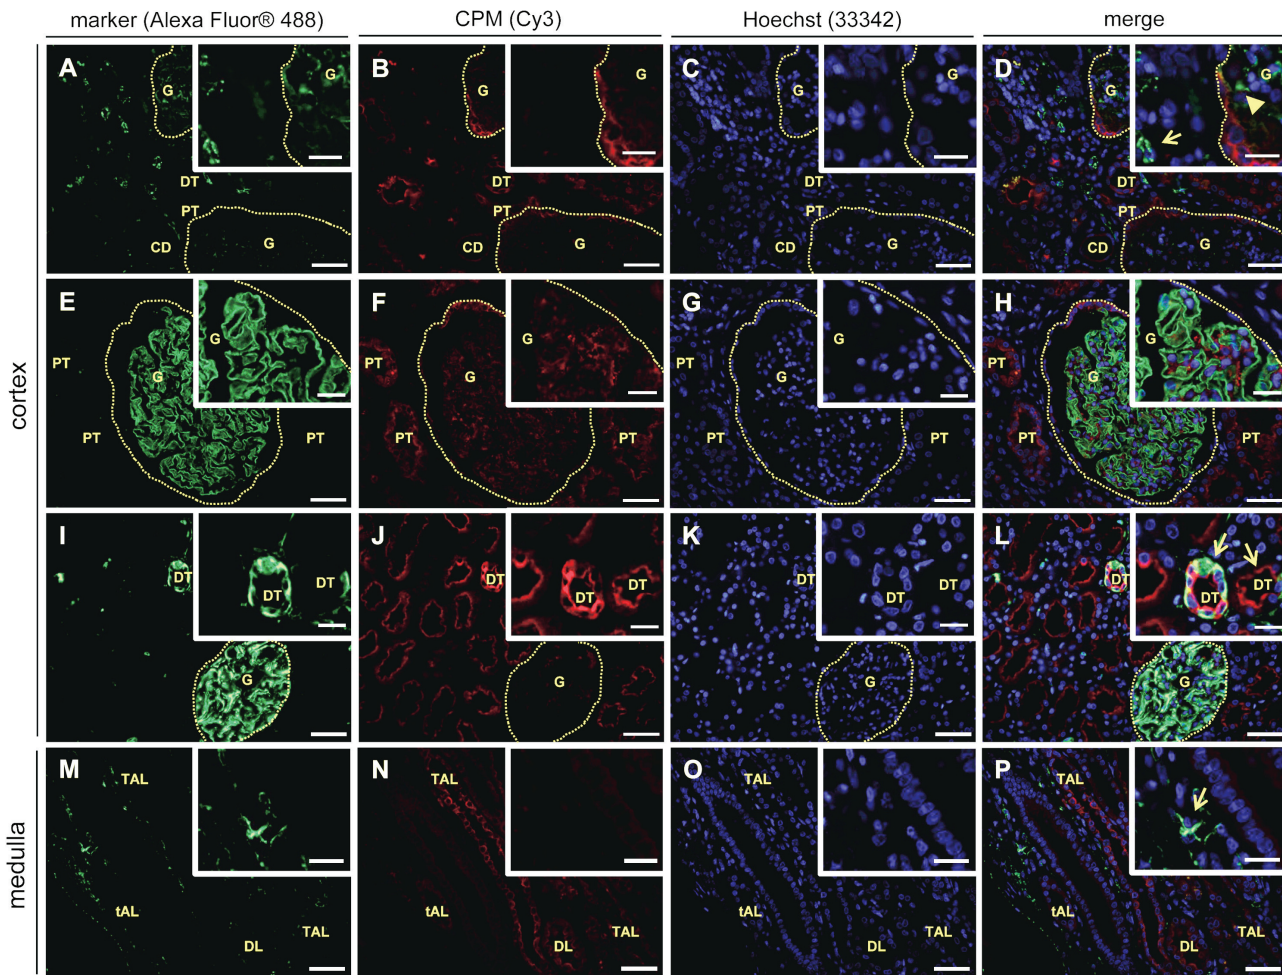 marker (Alexa Fluor® 488) CPM (Cy3) Hoechst (33342) merge
cortex
A G G DT PT CD G
B G G DT PT CD G
C G G DT PT CD G
D G G DT PT CD G
E G PT G PT PT
F G PT G PT PT
G G PT G PT PT
H G PT G PT PT
I DT DT DT G
J DT DT DT G
K DT DT DT G
L DT DT DT G
medulla
M TAL tAL DL TAL
N TAL tAL DL TAL
O TAL tAL DL TAL
P TAL tAL DL TAL